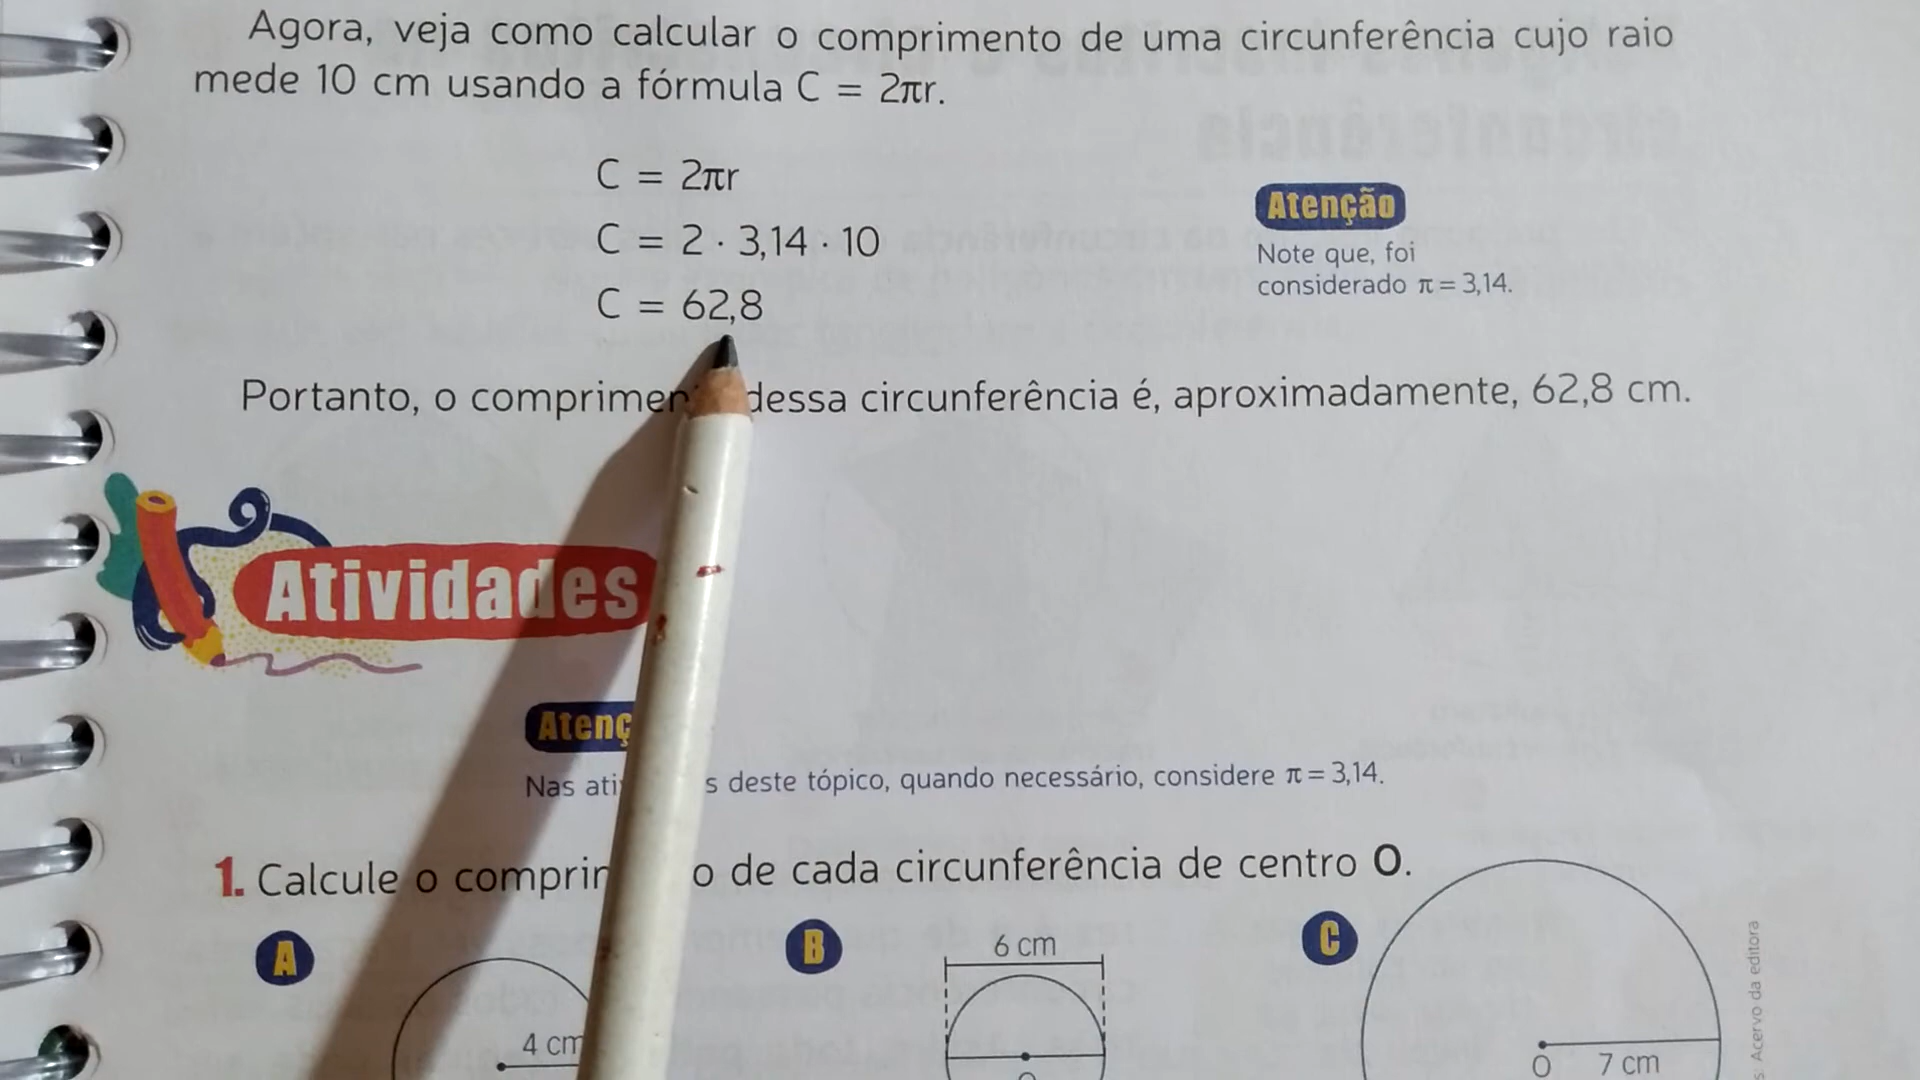 Agora, veja como calcular o comprimento de uma circunferência cujo raio
mede 10 cm usando a fórmula C = 2πr.
C = 2πr
C = 2 · 3,14 · 10
C = 62,8
Atenção
Note que, foi
considerado π = 3,14.
Portanto, o comprimen dessa circunferência é, aproximadamente, 62,8 cm.
Atividades
Atenç
Nas ati s deste tópico, quando necessário, considere π = 3,14.
1. Calcule o comprim o de cada circunferência de centro O.
A
4 cm
B
6 cm
C
O
7 cm
s: Acervo da editora